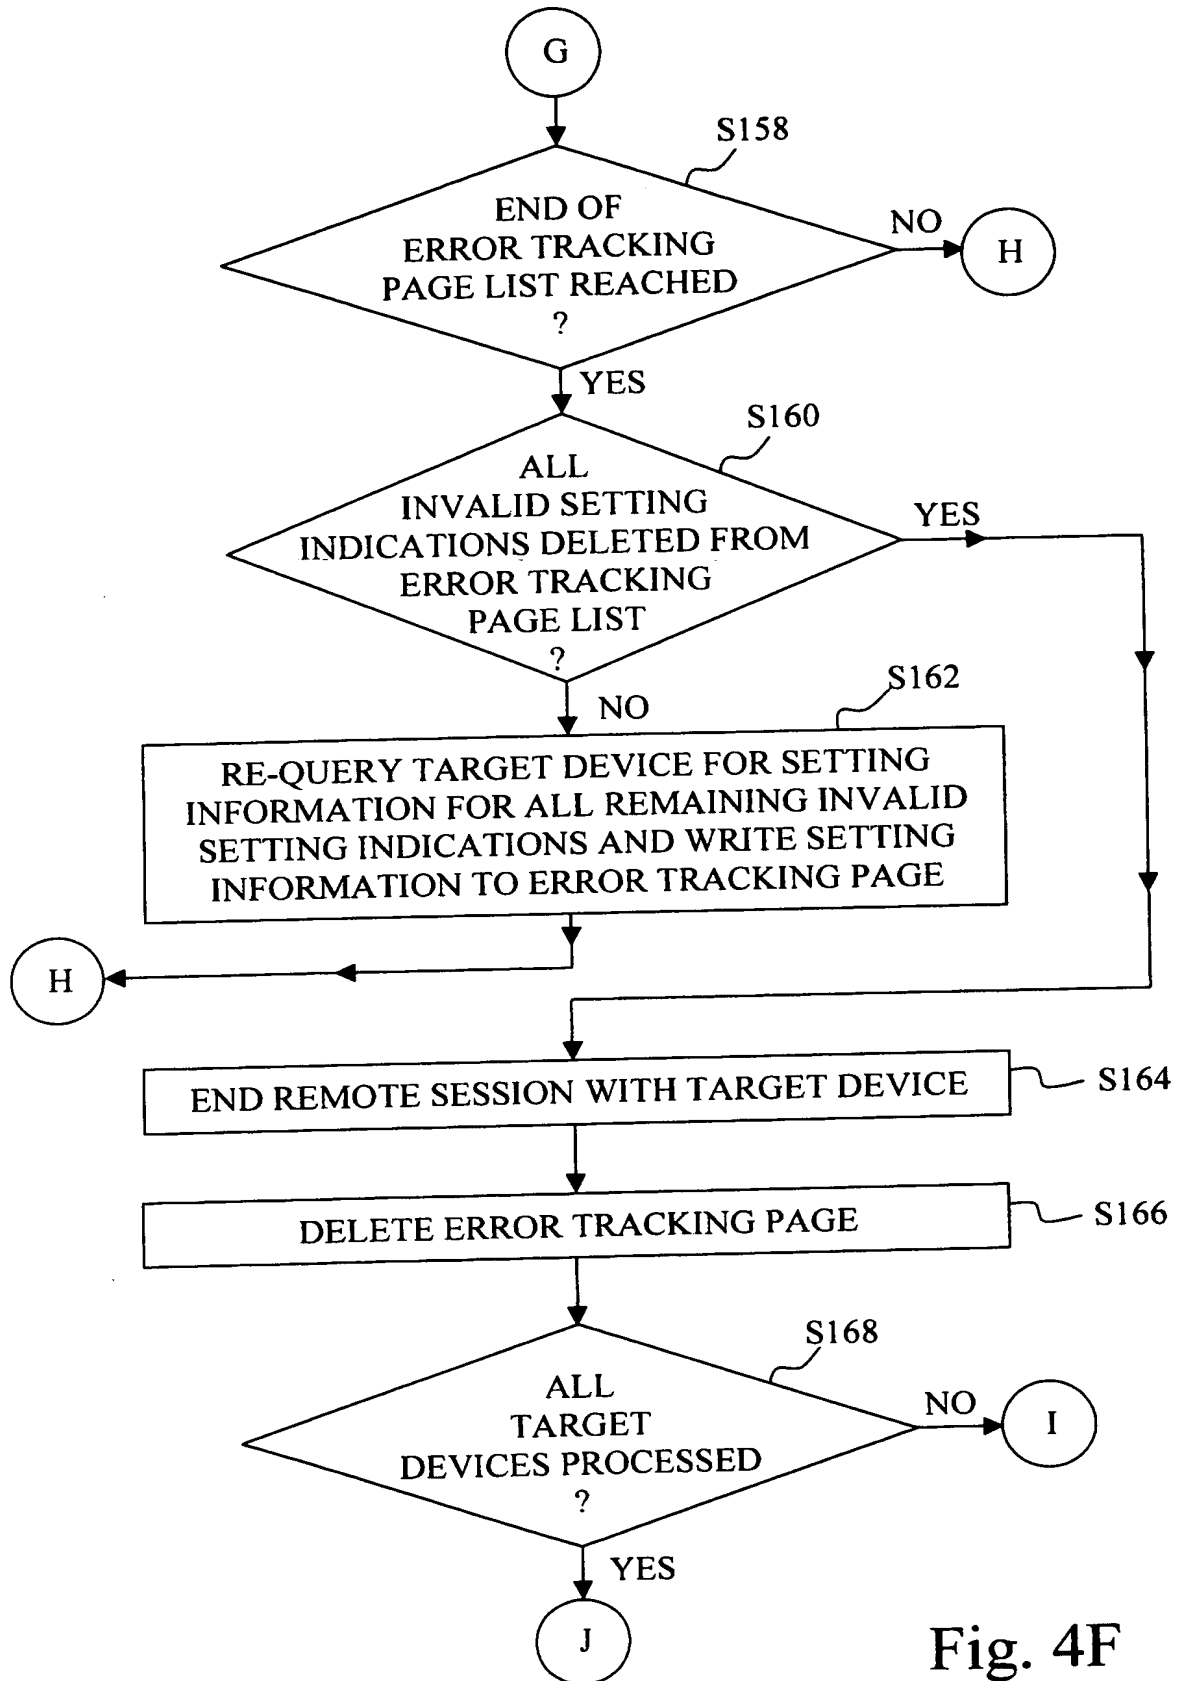 G
S158
END OF
ERROR TRACKING
PAGE LIST REACHED
?
NO
H
YES
S160
ALL
INVALID SETTING
INDICATIONS DELETED FROM
ERROR TRACKING
PAGE LIST
?
YES
NO
S162
RE-QUERY TARGET DEVICE FOR SETTING
INFORMATION FOR ALL REMAINING INVALID
SETTING INDICATIONS AND WRITE SETTING
INFORMATION TO ERROR TRACKING PAGE
H
END REMOTE SESSION WITH TARGET DEVICE
S164
DELETE ERROR TRACKING PAGE
S166
S168
ALL
TARGET
DEVICES PROCESSED
?
NO
I
YES
J
Fig. 4F